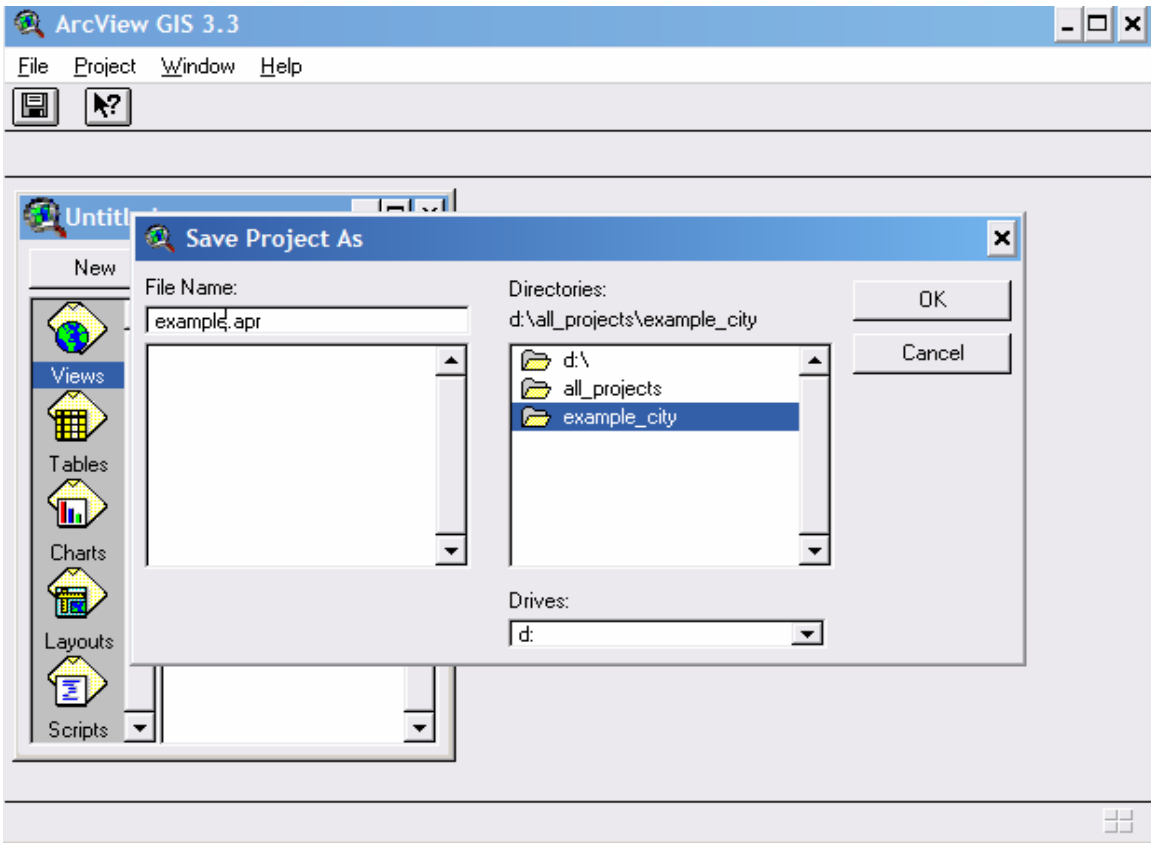 ArcView GIS 3.3
File Project Window Help
Save Project As
New
File Name:
example.apr
Directories:
d:\all_projects\example_city
OK
Cancel
d:\
all_projects
example_city
Views
Tables
Charts
Layouts
Scripts
Drives:
d: